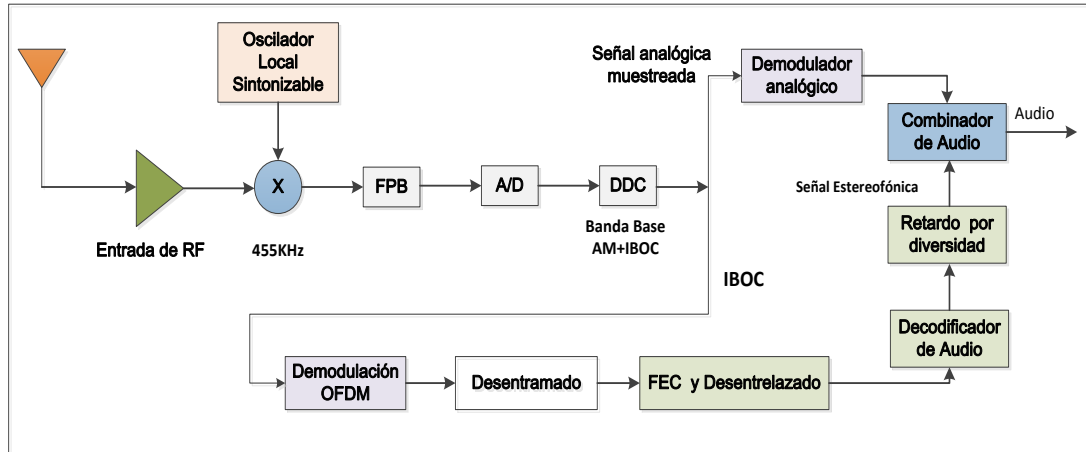 Oscilador
Local
Sintonizable
Señal analógica
muestreada
Demodulador
analógico
Combinador
de Audio
Audio
X
FPB
A/D
DDC
Señal Estereofónica
Entrada de RF
455KHz
Banda Base
AM+IBOC
Retardo por
diversidad
IBOC
Decodificador
de Audio
Demodulación
OFDM
Desentramado
FEC y Desentrelazado